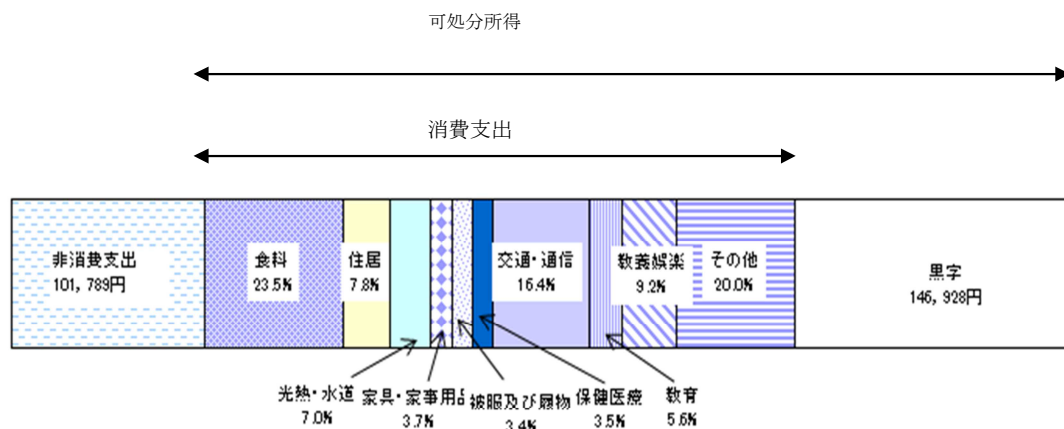 可処分所得
消費支出
非消費支出
101,789円
食料
23.5%
住居
7.8%
交通・通信
16.4%
教養娯楽
9.2%
その他
20.0%
黒字
146,928円
光熱・水道
7.0%
家具・家事用品
3.7%
被服及び履物
3.4%
保健医療
3.5%
教育
5.6%